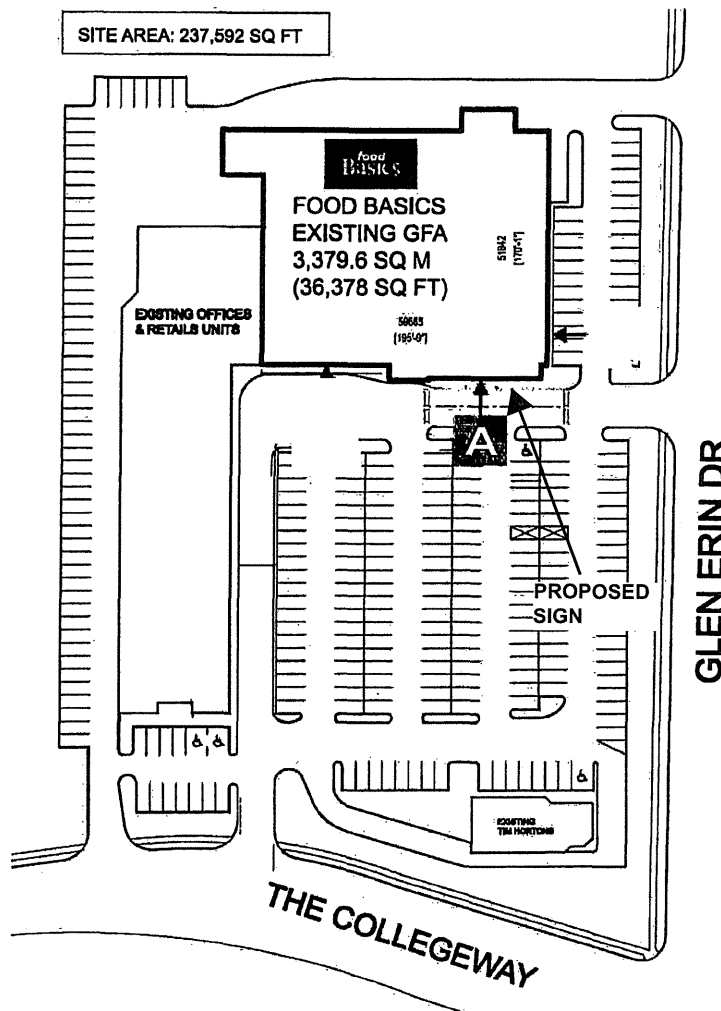 SITE AREA: 237,592 SQ FT
food
Basics
FOOD BASICS
EXISTING GFA
3,379.6 SQ M
(36,378 SQ FT)
51842
[170'-1"]
[195'-9"]
EXISTING OFFICES
& RETAILS UNITS
A
PROPOSED
SIGN
GLEN ERIN DR
EXISTING
TIM HORTONS
THE COLLEGEWAY